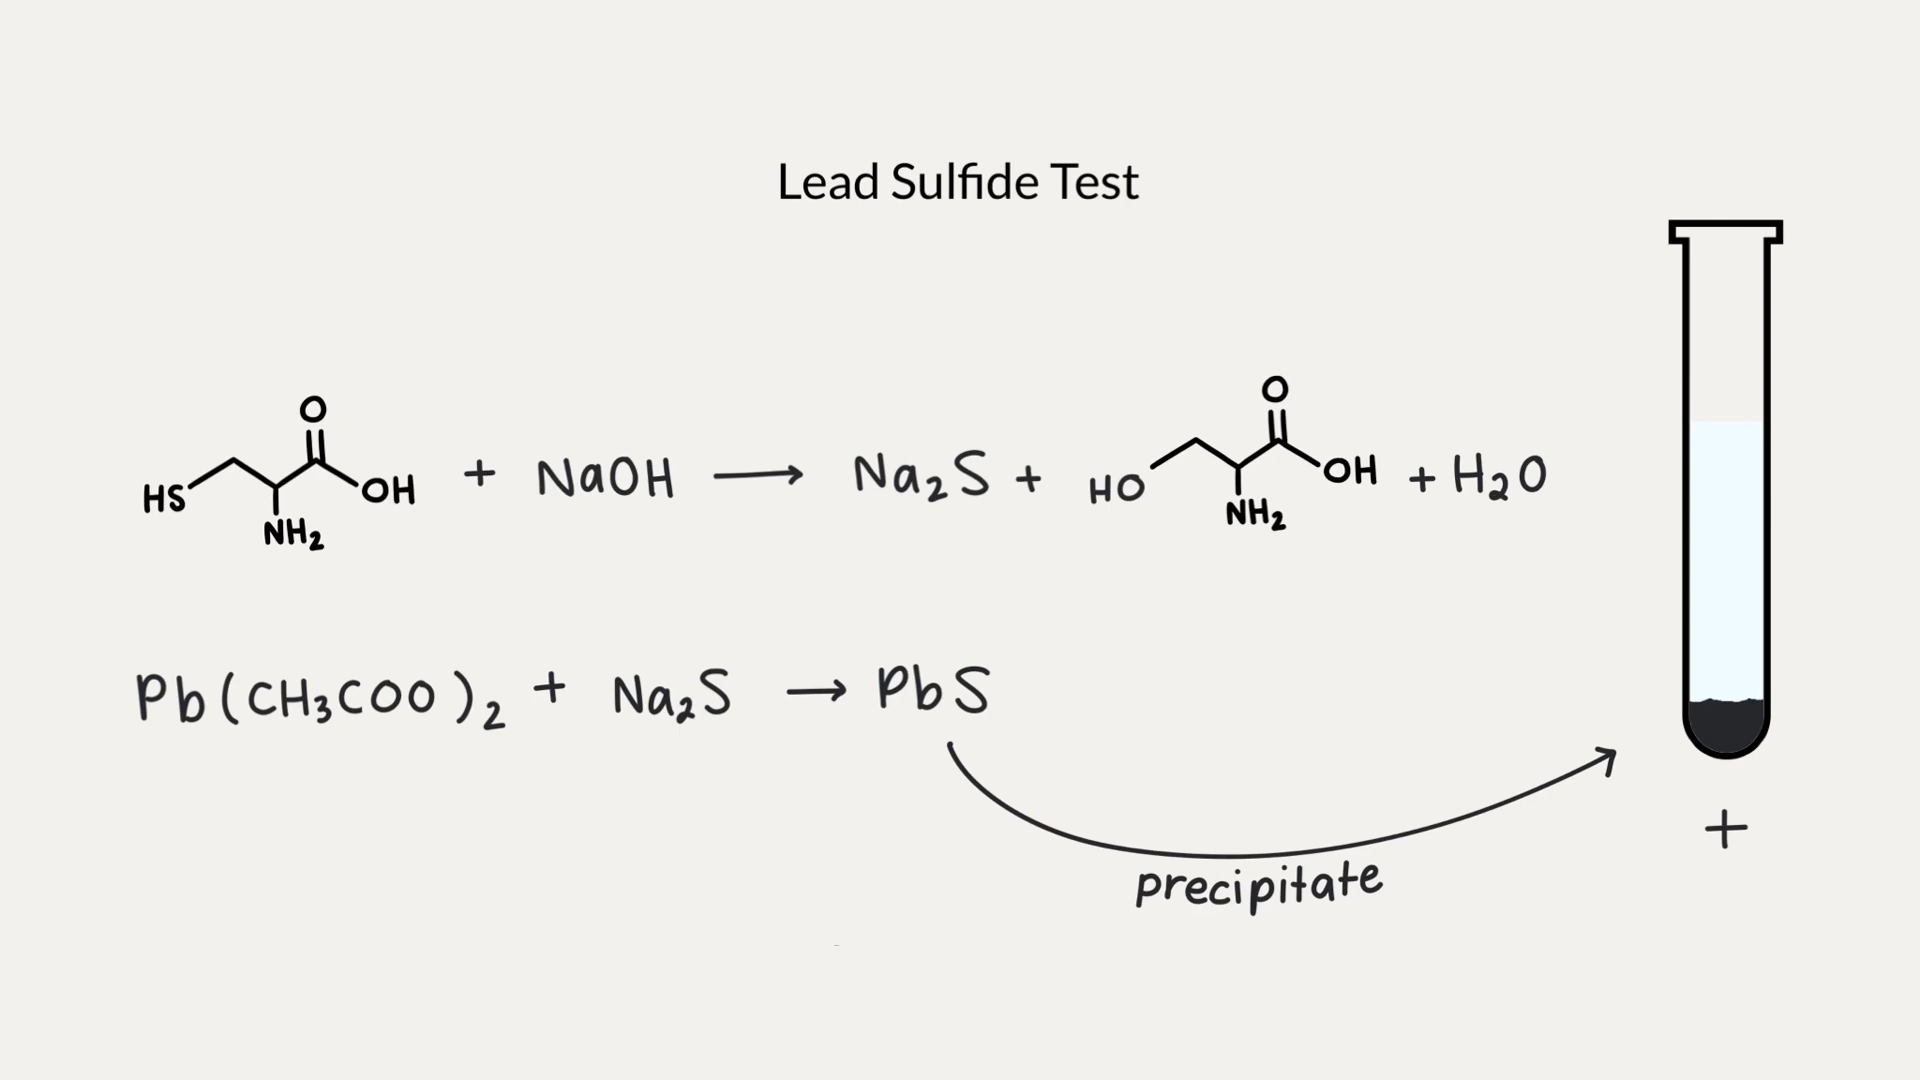 Lead Sulfide Test
HS NH₂ O OH + NaOH → Na₂S + HO NH₂ O OH + H₂O
Pb(CH₃COO)₂ + Na₂S → PbS
precipitate
+